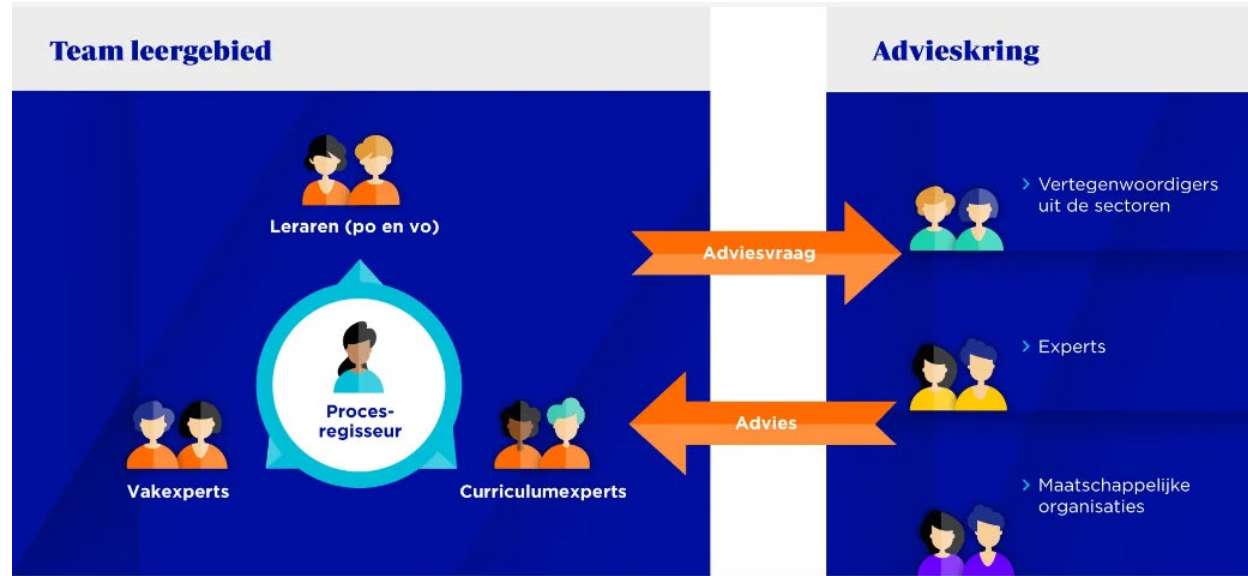 Team leergebied
Leraren (po en vo)
Proces-
regisseur
Vakexperts
Curriculumexperts
Adviesvraag
Advies
Advieskring
> Vertegenwoordigers
uit de sectoren
> Experts
> Maatschappelijke
organisaties